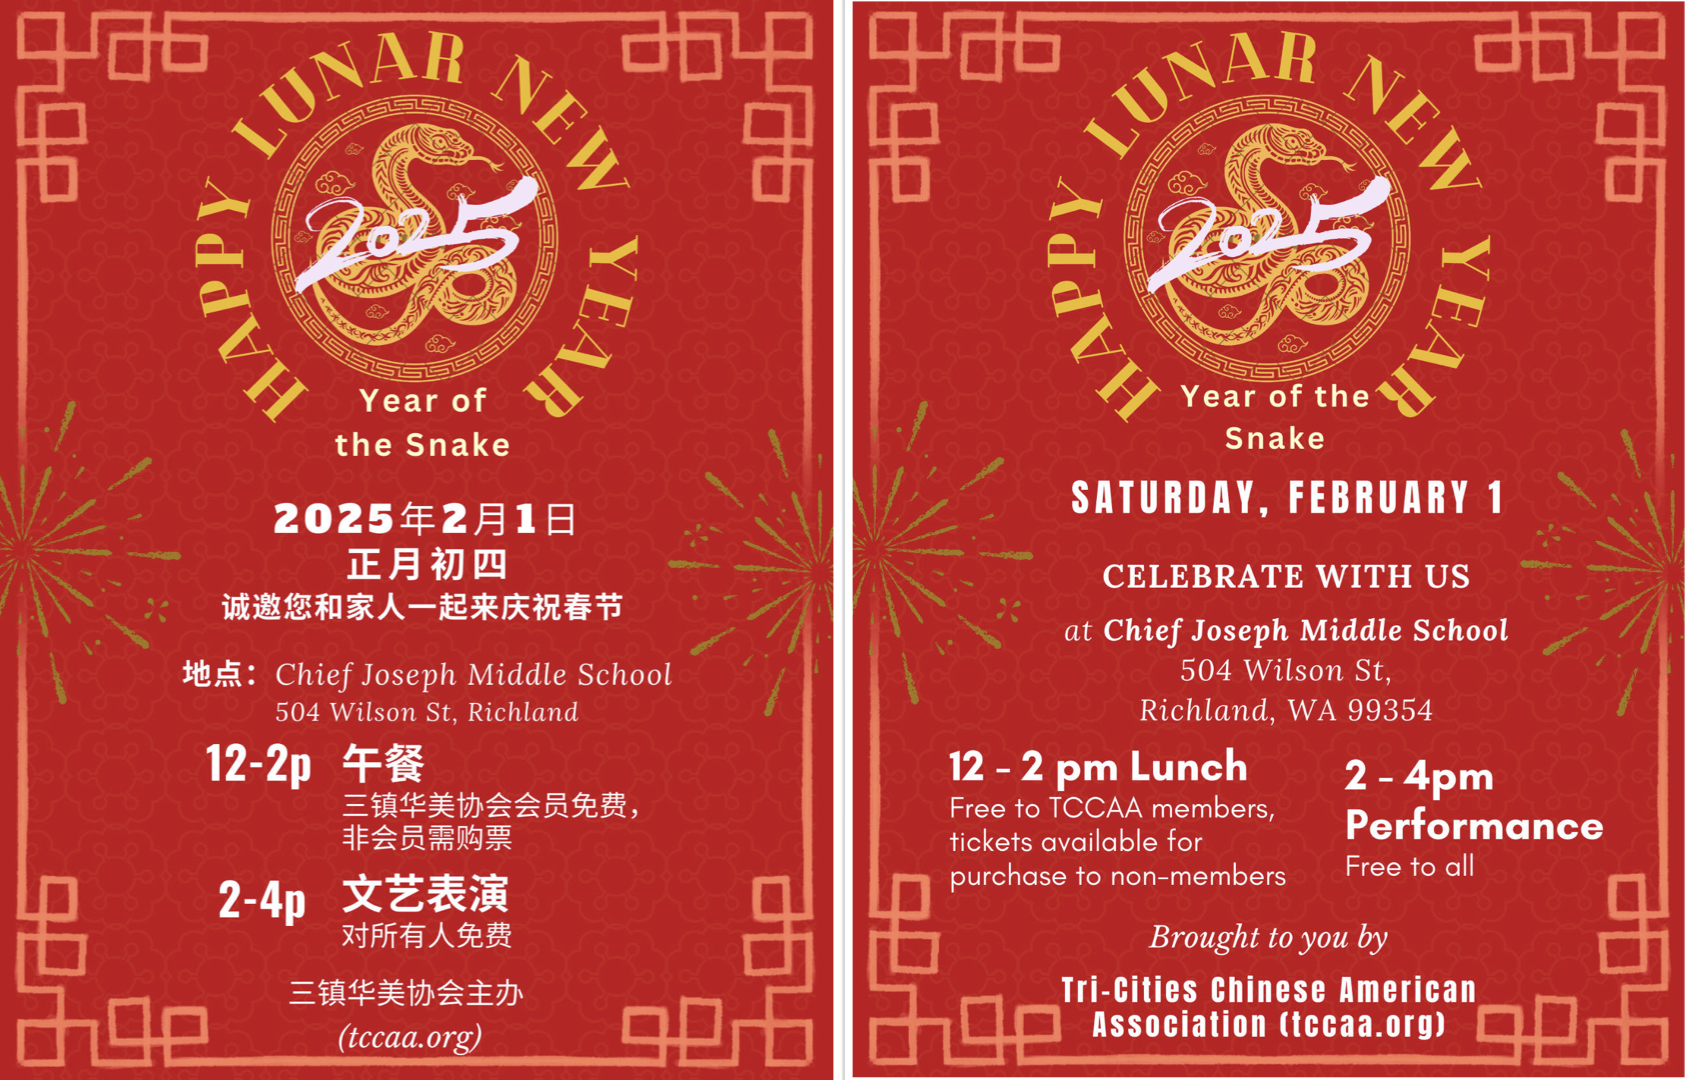 HAPPY LUNAR NEW YEAR
2025
Year of
the Snake
2025年2月1日
正月初四
诚邀您和家人一起来庆祝春节
地点：Chief Joseph Middle School
504 Wilson St, Richland
12-2p 午餐
三镇华美协会会员免费，
非会员需购票
2-4p 文艺表演
对所有人免费
三镇华美协会主办
(tccaa.org)
HAPPY LUNAR NEW YEAR
2025
Year of the
Snake
SATURDAY, FEBRUARY 1
CELEBRATE WITH US
at Chief Joseph Middle School
504 Wilson St,
Richland, WA 99354
12 - 2 pm Lunch
Free to TCCAA members,
tickets available for
purchase to non-members
2 - 4pm
Performance
Free to all
Brought to you by
Tri-Cities Chinese American
Association (tccaa.org)